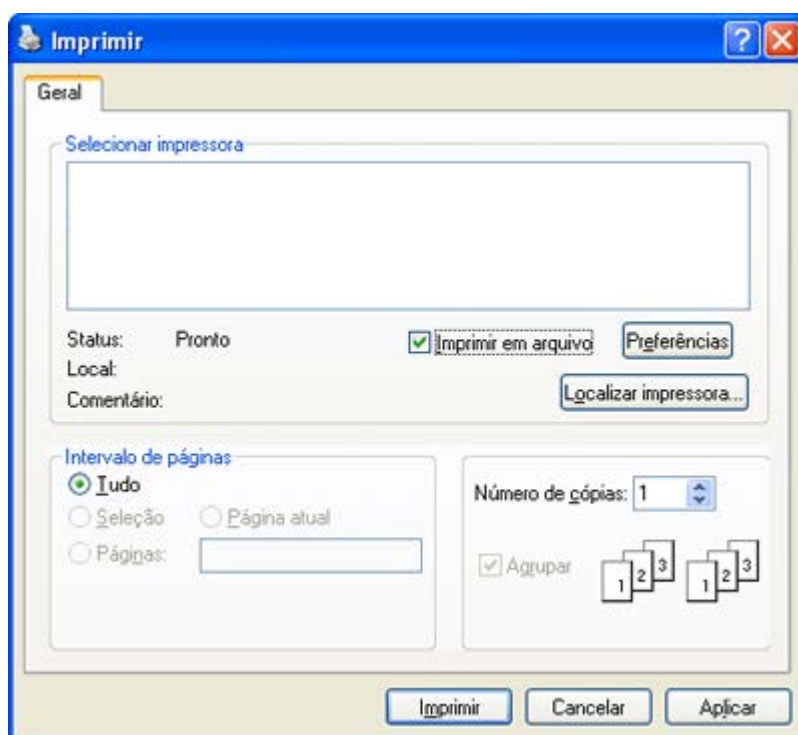 Imprimir
Geral
Selecionar impressora
Status: Pronto
Imprimir em arquivo
Preferências
Local:
Localizar impressora...
Comentário:
Intervalo de páginas
Tudo
Seleção
Página atual
Páginas:
Número de cópias: 1
Agrupar
1 2 3 1 2 3
Imprimir
Cancelar
Aplicar